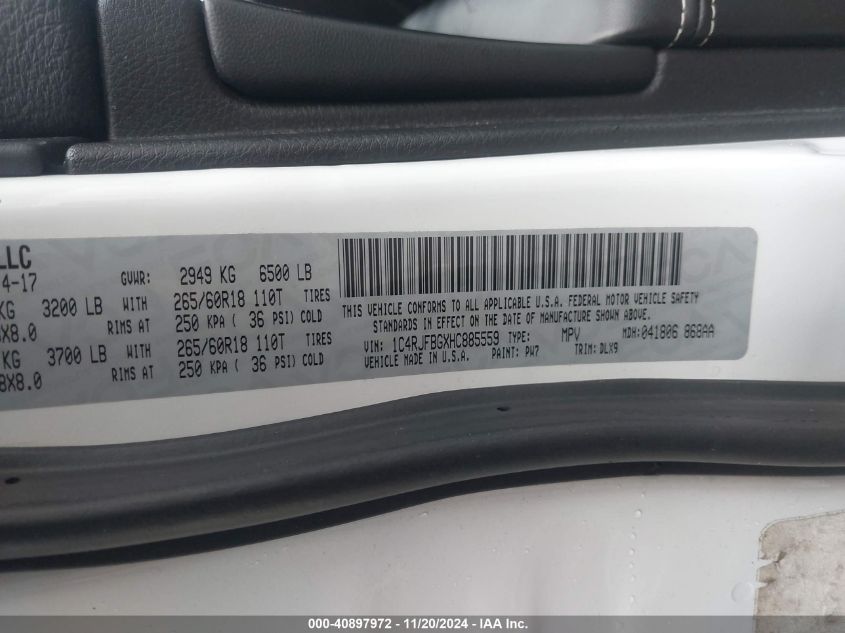 LLC
4-17
GVWR: 2949 KG 6500 LB
KG 3200 LB WITH 265/60R18 110T TIRES
8X8.0 RIMS AT 250 KPA ( 36 PSI) COLD
KG 3700 LB WITH 265/60R18 110T TIRES
8X8.0 RIMS AT 250 KPA ( 36 PSI) COLD
THIS VEHICLE CONFORMS TO ALL APPLICABLE U.S.A. FEDERAL MOTOR VEHICLE SAFETY
STANDARDS IN EFFECT ON THE DATE OF MANUFACTURE SHOWN ABOVE.
VIN: 1C4RJFBGXHC885559 TYPE: MPV MDH: 041806 868AA
VEHICLE MADE IN U.S.A. PAINT: PW7 TRIM: DLX9
000-40897972 — 11/20/2024 — IAA Inc.